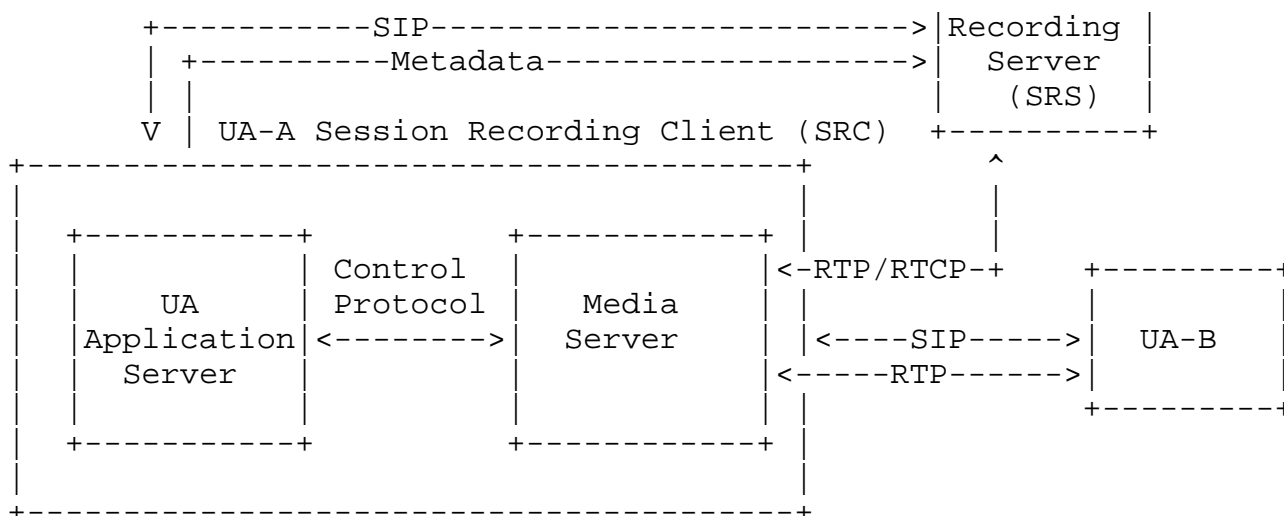 +-----------SIP------------------------>|Recording |
| +----------Metadata------------------>| Server |
| | | (SRS) |
V | UA-A Session Recording Client (SRC) +----------+
+-----------------------------------------+ ^
| | |
| +-----------+ +------------+ | |
| | | Control | |<-RTP/RTCP-+ +---------+
| | UA | Protocol | Media | | | |
| |Application|<-------->| Server | |<----SIP----->| UA-B |
| | Server | | |<-----RTP------>| |
| | | | | | +---------+
| +-----------+ +------------+ |
| |
+-----------------------------------------+